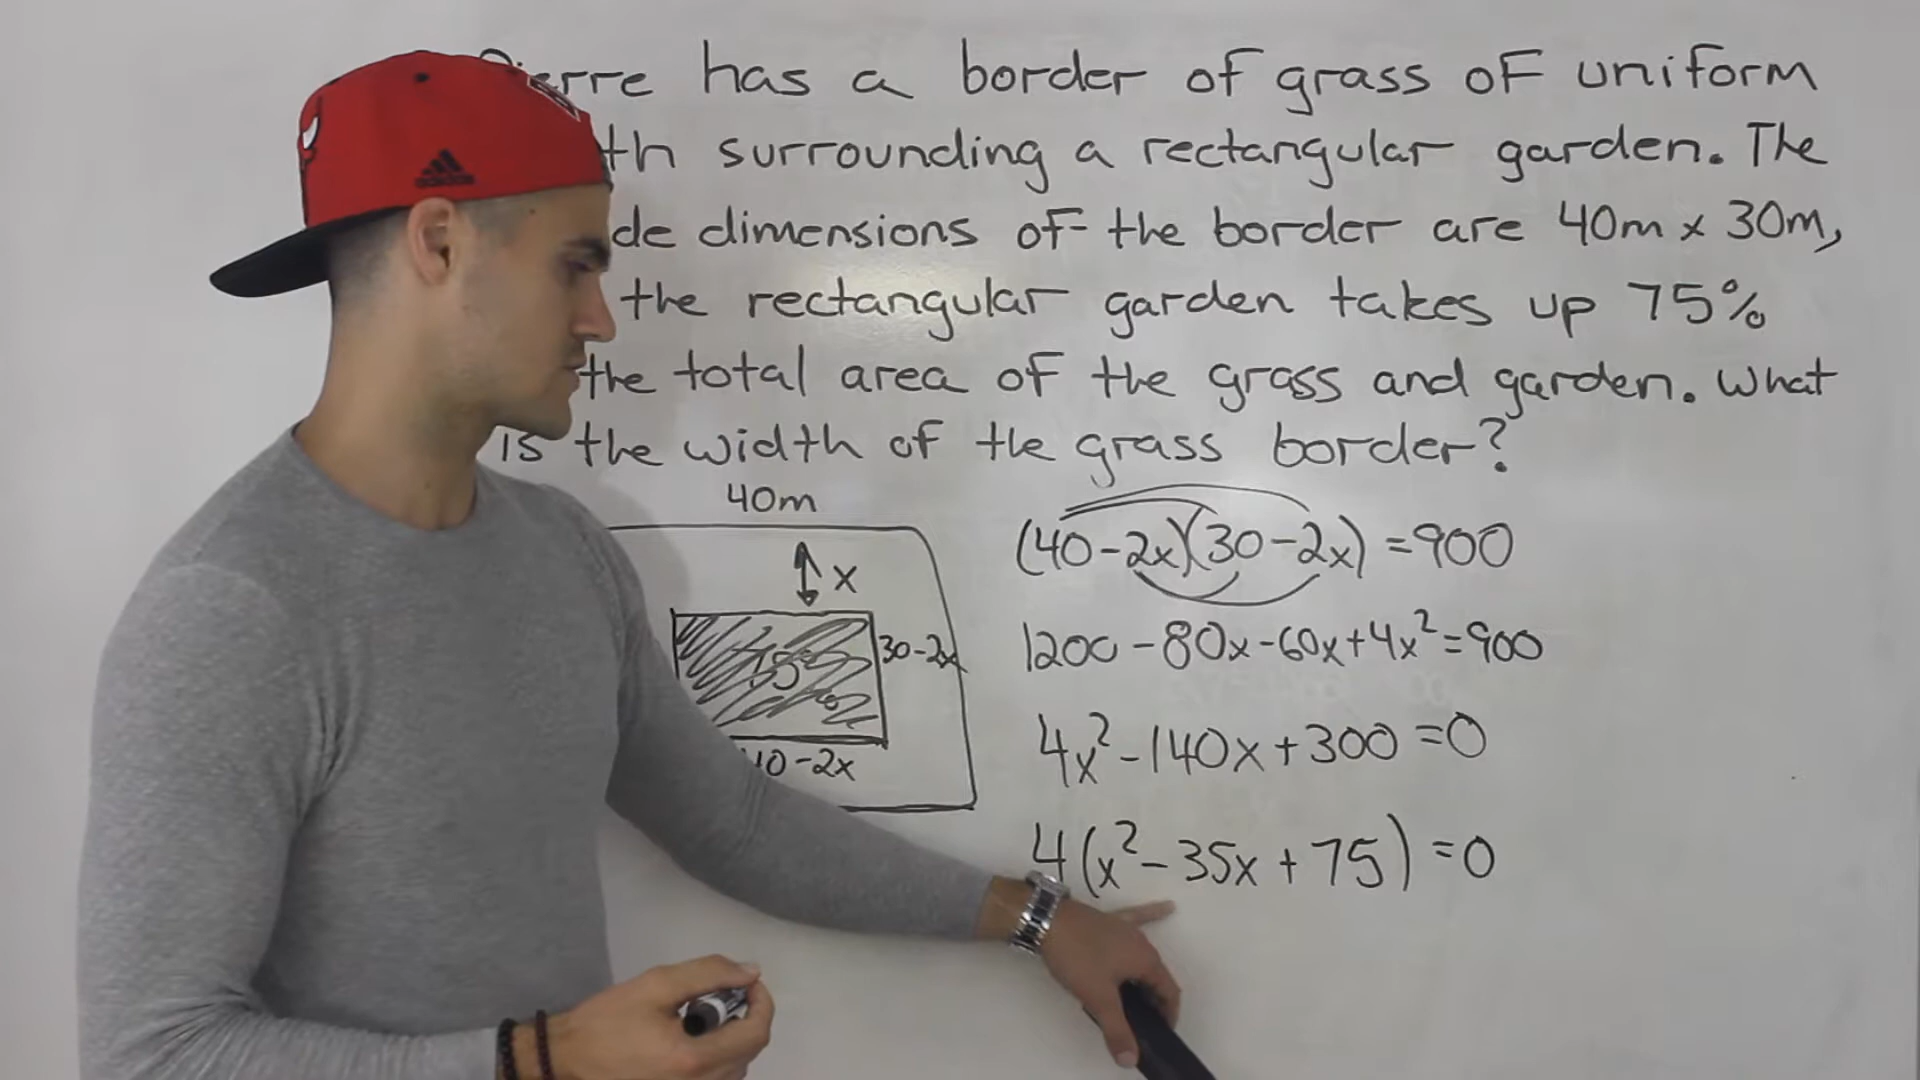 has a border of grass of uniform
surrounding a rectangular garden. The
dimensions of the border are 40m x 30m,
the rectangular garden takes up 75%
the total area of the grass and garden. What
is the width of the grass border?
40m
x
30-2x
-2x
(40-2x)(30-2x) = 900
1200 - 80x - 60x + 4x² = 900
4x² - 140x + 300 = 0
4(x² - 35x + 75) = 0